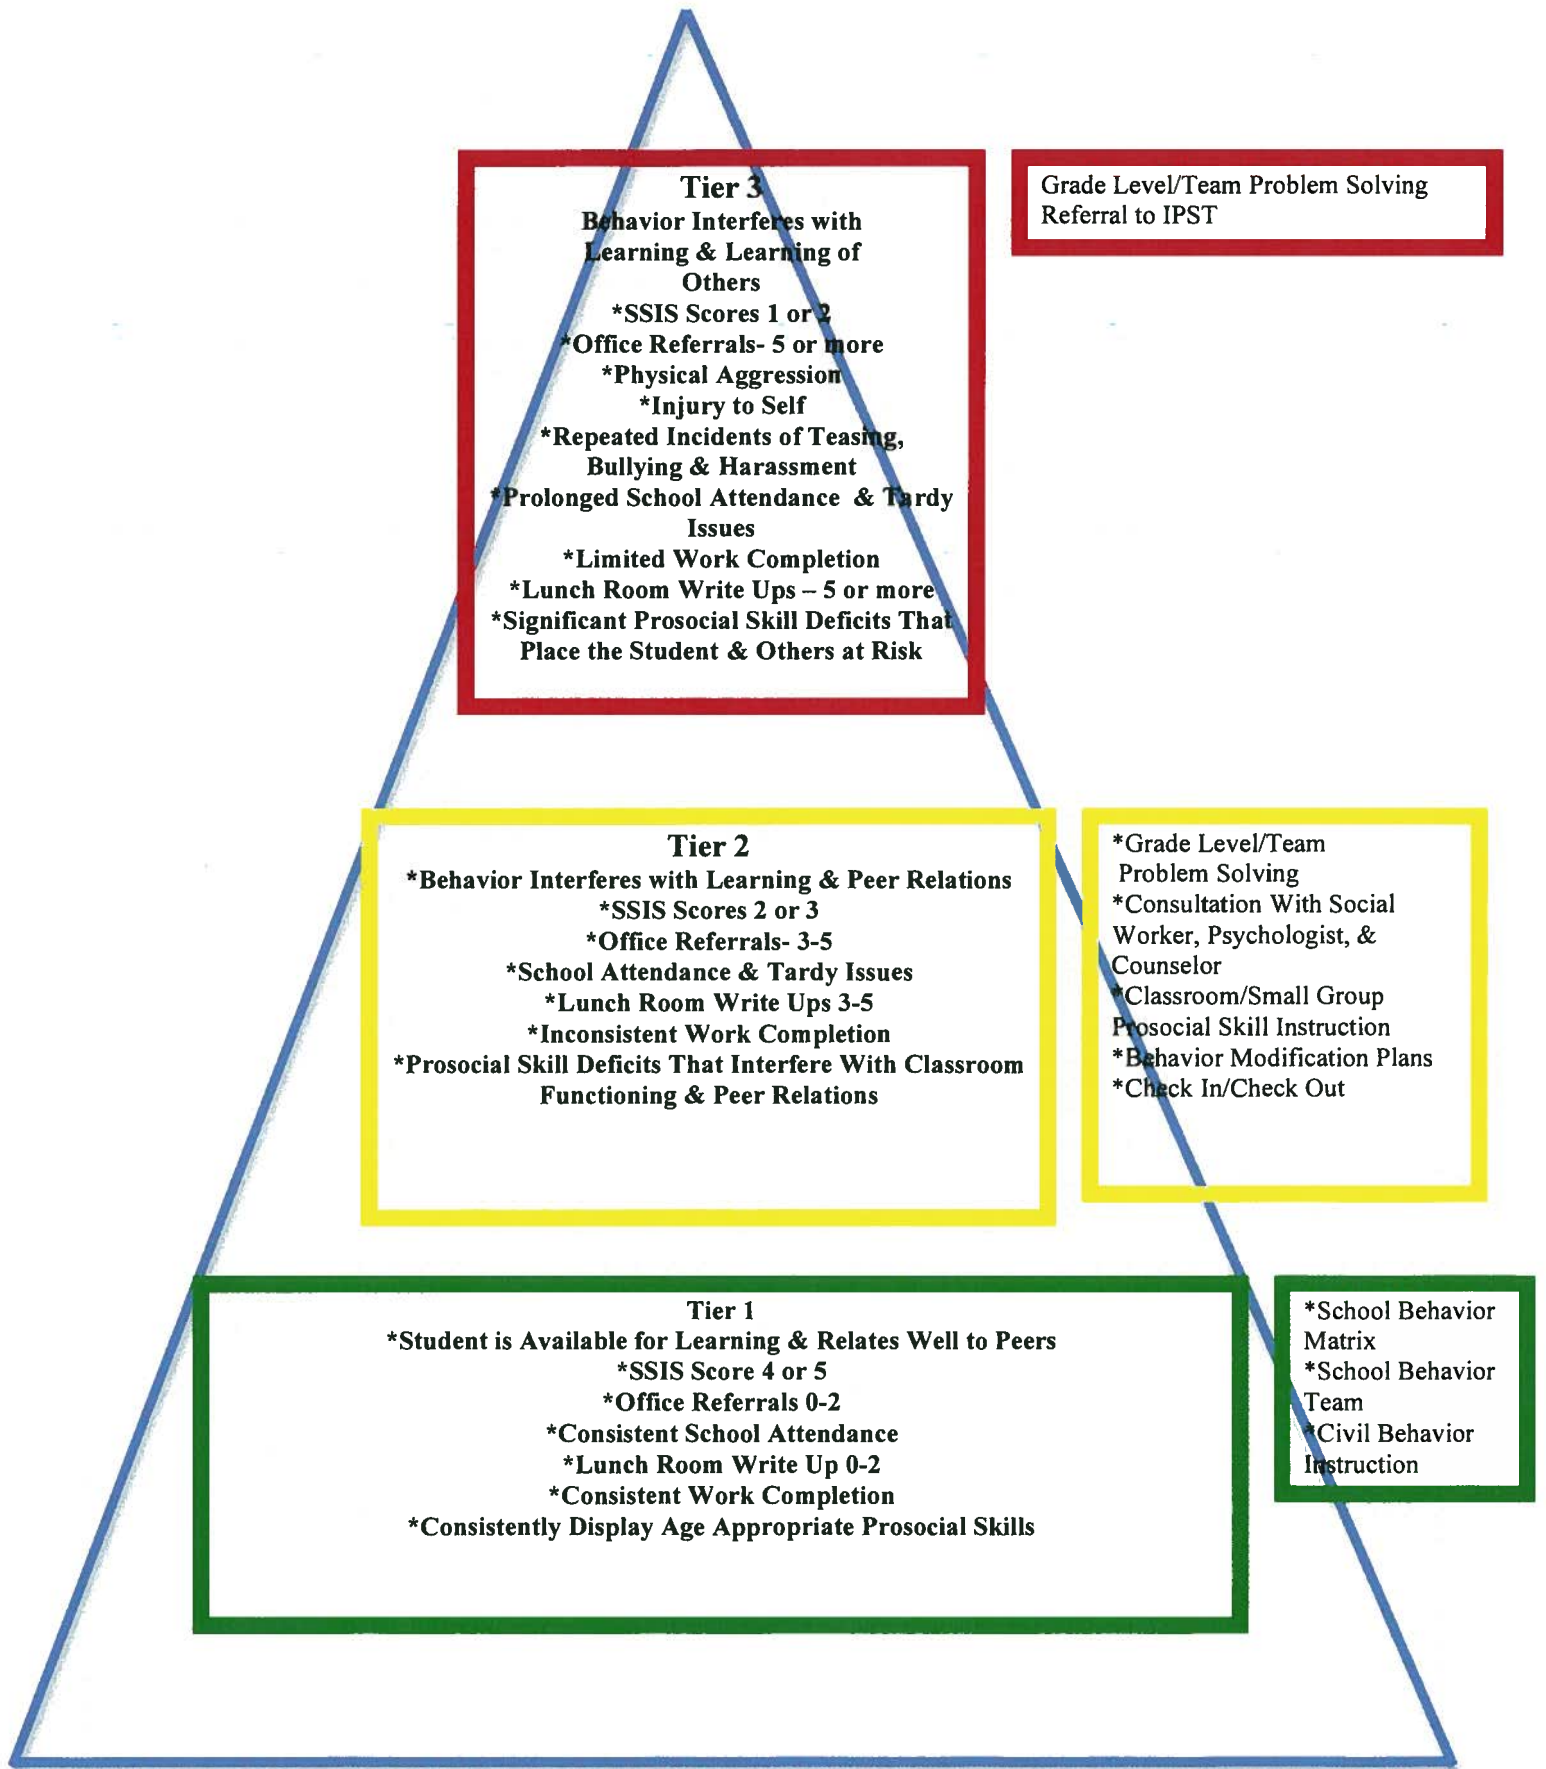 Tier 3
Behavior Interferes with
Learning & Learning of
Others
*SSIS Scores 1 or 2
*Office Referrals- 5 or more
*Physical Aggression
*Injury to Self
*Repeated Incidents of Teasing,
Bullying & Harassment
*Prolonged School Attendance & Tardy
Issues
*Limited Work Completion
*Lunch Room Write Ups – 5 or more
*Significant Prosocial Skill Deficits That
Place the Student & Others at Risk
Grade Level/Team Problem Solving
Referral to IPST
Tier 2
*Behavior Interferes with Learning & Peer Relations
*SSIS Scores 2 or 3
*Office Referrals- 3-5
*School Attendance & Tardy Issues
*Lunch Room Write Ups 3-5
*Inconsistent Work Completion
*Prosocial Skill Deficits That Interfere With Classroom
Functioning & Peer Relations
*Grade Level/Team
Problem Solving
*Consultation With Social
Worker, Psychologist, &
Counselor
*Classroom/Small Group
Prosocial Skill Instruction
*Behavior Modification Plans
*Check In/Check Out
Tier 1
*Student is Available for Learning & Relates Well to Peers
*SSIS Score 4 or 5
*Office Referrals 0-2
*Consistent School Attendance
*Lunch Room Write Up 0-2
*Consistent Work Completion
*Consistently Display Age Appropriate Prosocial Skills
*School Behavior
Matrix
*School Behavior
Team
*Civil Behavior
Instruction